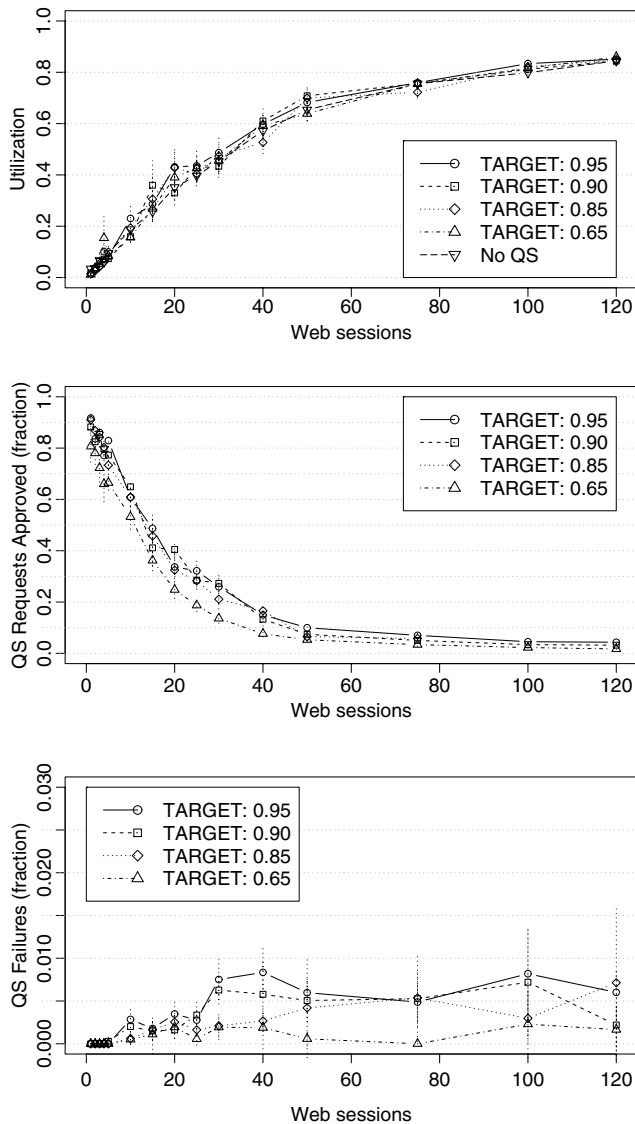 Utilization
1.0
0.8
0.6
0.4
0.2
0.0
TARGET: 0.95
TARGET: 0.90
TARGET: 0.85
TARGET: 0.65
No QS
0 20 40 60 80 100 120
Web sessions
QS Requests Approved (fraction)
1.0
0.8
0.6
0.4
0.2
0.0
TARGET: 0.95
TARGET: 0.90
TARGET: 0.85
TARGET: 0.65
0 20 40 60 80 100 120
Web sessions
QS Failures (fraction)
0.030
0.020
0.010
0.000
TARGET: 0.95
TARGET: 0.90
TARGET: 0.85
TARGET: 0.65
0 20 40 60 80 100 120
Web sessions